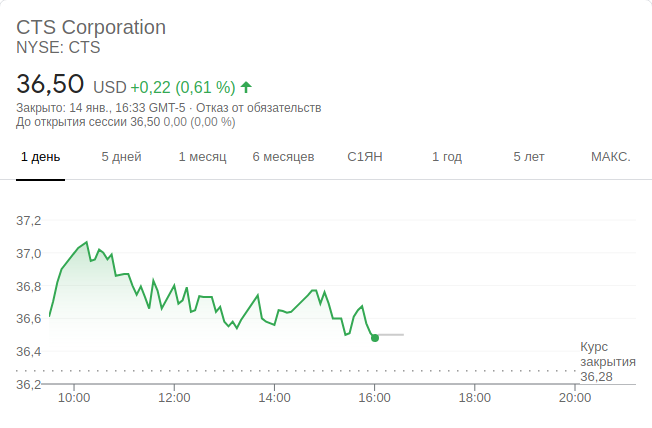 CTS Corporation
NYSE: CTS
36,50 USD +0,22 (0,61 %)
Закрыто: 14 янв., 16:33 GMT-5 · Отказ от обязательств
До открытия сессии 36,50 0,00 (0,00 %)
1 день 5 дней 1 месяц 6 месяцев С1ЯН 1 год 5 лет МАКС.
37,2
37,0
36,8
36,6
36,4
Курс
закрытия
36,28
36,2
10:00 12:00 14:00 16:00 18:00 20:00